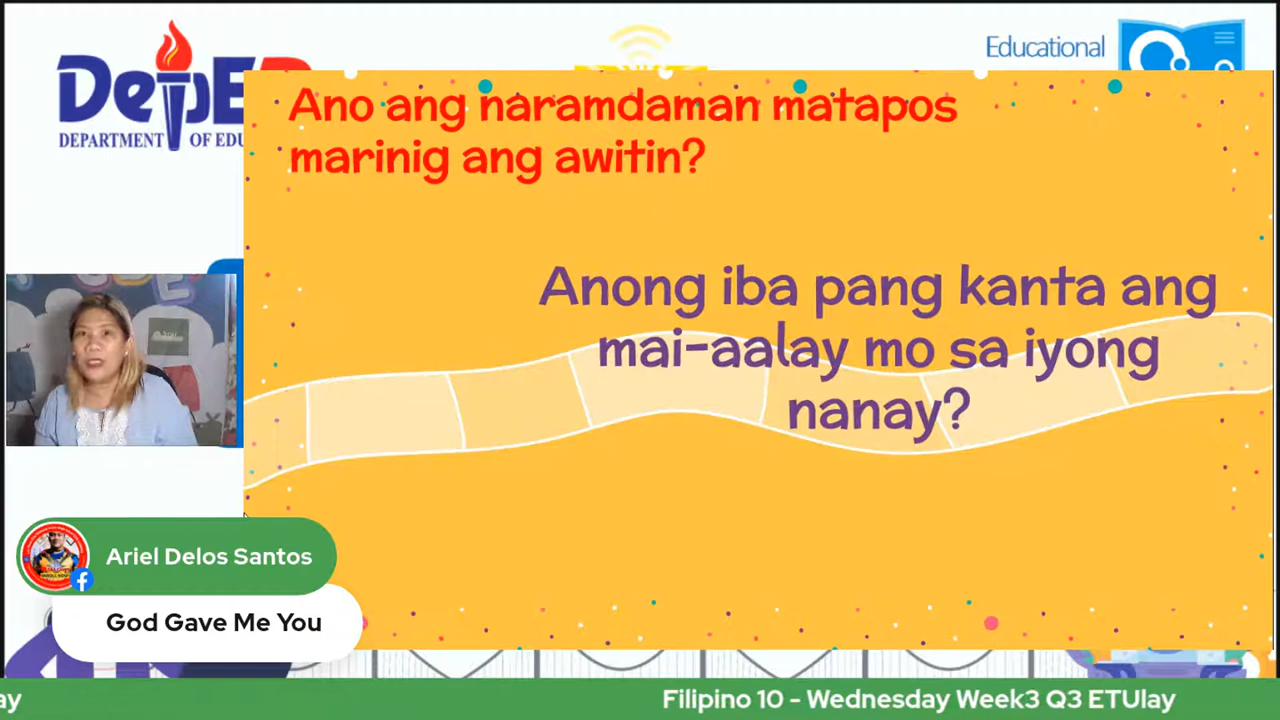 DepE
DEPARTMENT OF EDU
Educational
Ano ang naramdaman matapos
marinig ang awitin?
Anong iba pang kanta ang
mai-aalay mo sa iyong
nanay?
Ariel Delos Santos
God Gave Me You
ay
Filipino 10 - Wednesday Week3 Q3 ETUlay